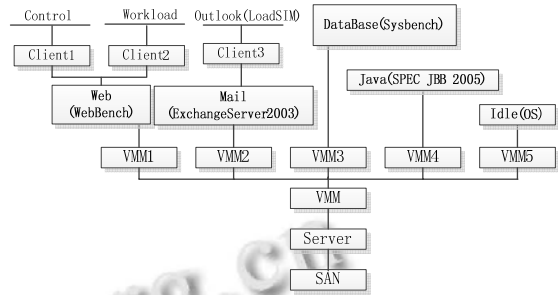 Control
Workload
Outlook(LoadSIM)
DataBase(Sysbench)
Client1
Client2
Client3
Java(SPEC JBB 2005)
Web
(WebBench)
Mail
(ExchangeServer2003)
Idle(OS)
VMM1
VMM2
VMM3
VMM4
VMM5
VMM
Server
SAN